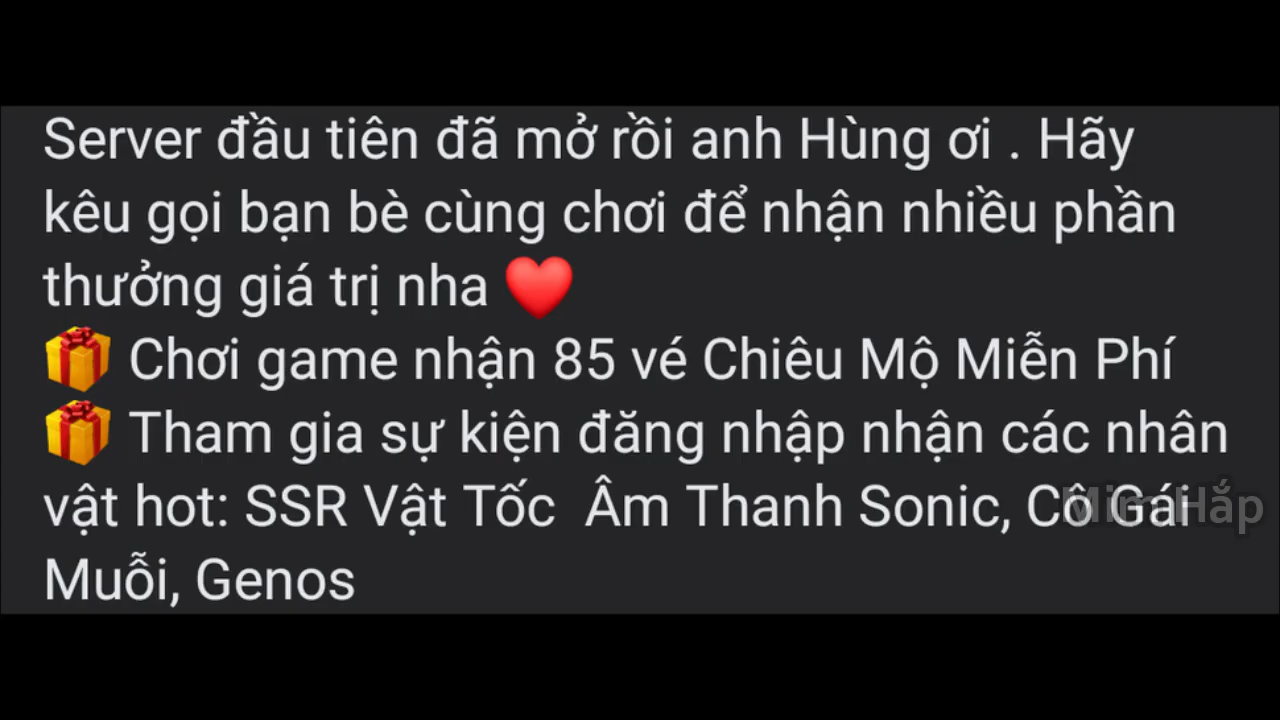 Server đầu tiên đã mở rồi anh Hùng ơi . Hãy
kêu gọi bạn bè cùng chơi để nhận nhiều phần
thưởng giá trị nha ❤️
🎁 Chơi game nhận 85 vé Chiêu Mộ Miễn Phí
🎁 Tham gia sự kiện đăng nhập nhận các nhân
vật hot: SSR Vật Tốc  Âm Thanh Sonic, Cô Gái
Muỗi, Genos
Mim Hắp